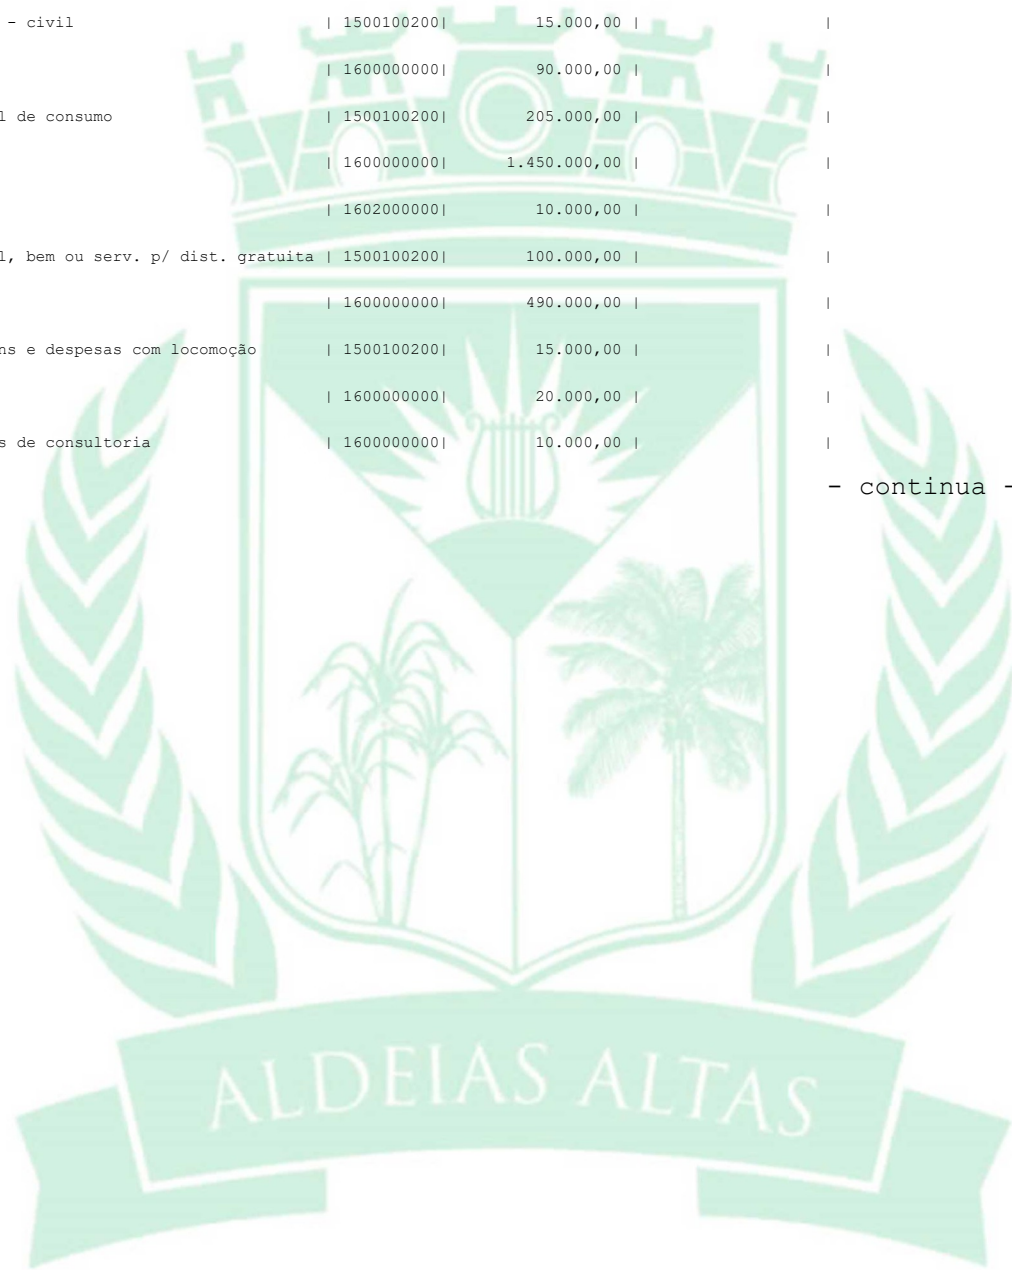 - civil | 1500100200| 15.000,00 | |
| 1600000000| 90.000,00 | |
l de consumo | 1500100200| 205.000,00 | |
| 1600000000| 1.450.000,00 | |
| 1602000000| 10.000,00 | |
l, bem ou serv. p/ dist. gratuita | 1500100200| 100.000,00 | |
| 1600000000| 490.000,00 | |
ns e despesas com locomoção | 1500100200| 15.000,00 | |
| 1600000000| 20.000,00 | |
s de consultoria | 1600000000| 10.000,00 | |
- continua -
ALDEIAS ALTAS